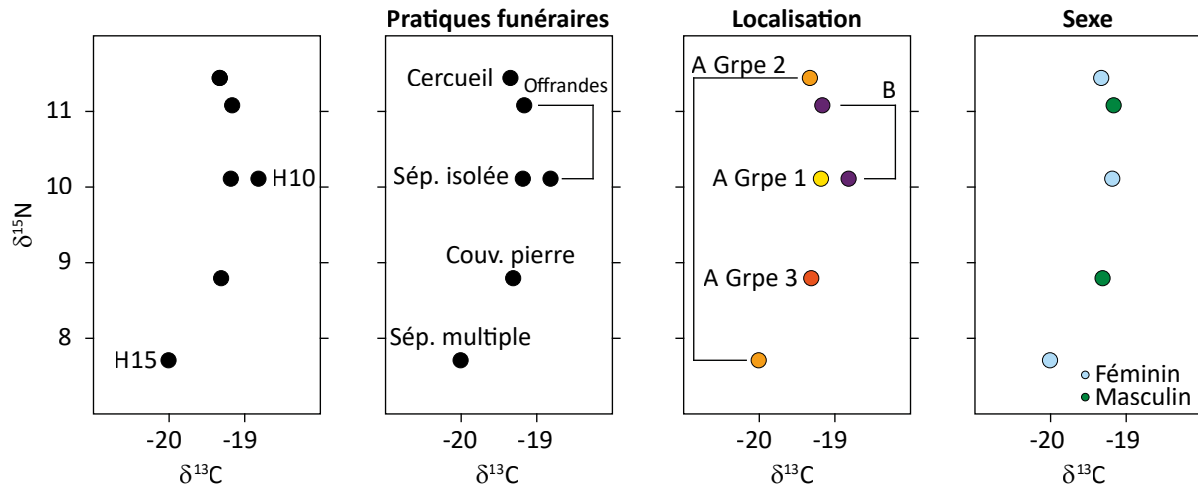 Pratiques funéraires
Localisation
Sexe
δ15N
11
10
9
8
H10
H15
-20
-19
δ13C
Cercueil
Offrandes
Sép. isolée
Couv. pierre
Sép. multiple
-20
-19
δ13C
A Grpe 2
B
A Grpe 1
A Grpe 3
-20
-19
δ13C
Féminin
Masculin
-20
-19
δ13C